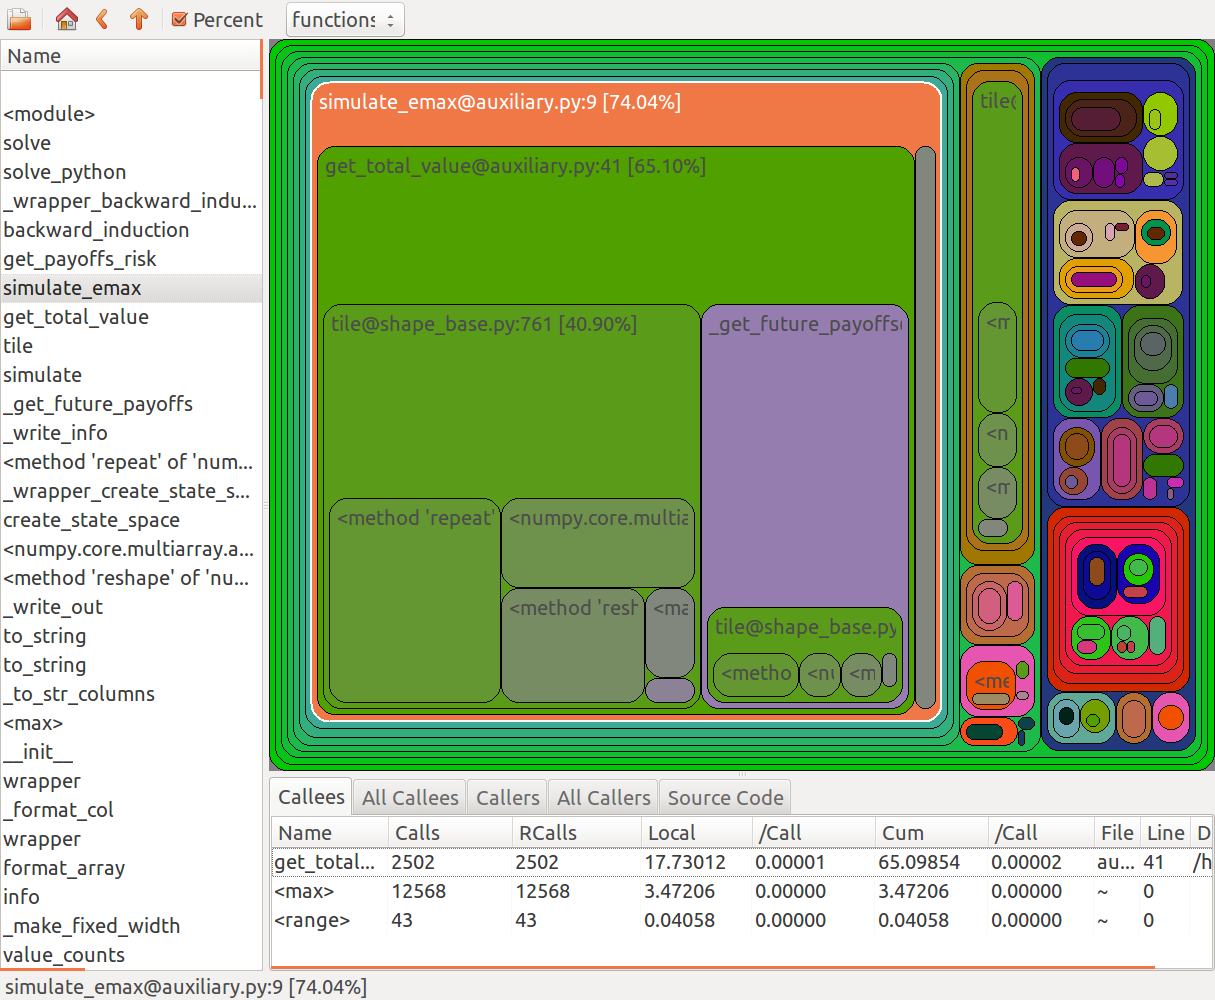 Percent functions
Name
<module>
solve
solve_python
_wrapper_backward_indu...
backward_induction
get_payoffs_risk
simulate_emax
get_total_value
tile
simulate
_get_future_payoffs
_write_info
<method 'repeat' of 'num...
_wrapper_create_state_s...
create_state_space
<numpy.core.multiarray.a...
<method 'reshape' of 'nu...
_write_out
to_string
to_string
_to_str_columns
<max>
__init__
wrapper
_format_col
wrapper
format_array
info
_make_fixed_width
value_counts
simulate_emax@auxiliary.py:9 [74.04%]
get_total_value@auxiliary.py:41 [65.10%]
tile@shape_base.py:761 [40.90%]
_get_future_payoffs
<method 'repeat'
<numpy.core.multia
<method 'resh
<ma
tile@shape_base.py
<metho
<nu
<m
tile@
<m
<n
<m
<me
Callees All Callees Callers All Callers Source Code
Name Calls RCalls Local /Call Cum /Call File Line D
get_total... 2502 2502 17.73012 0.00001 65.09854 0.00002 au... 41 /h
<max> 12568 12568 3.47206 0.00000 3.47206 0.00000 ~ 0
<range> 43 43 0.04058 0.00000 0.04058 0.00000 ~ 0
simulate_emax@auxiliary.py:9 [74.04%]